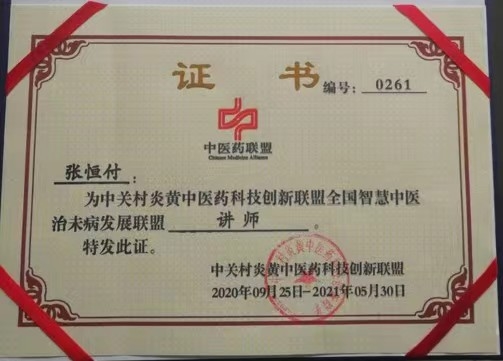 证 书
编号：0261
中医药联盟
Chinese Medicine Alliance
张恒付：
为中关村炎黄中医药科技创新联盟全国智慧中医
治未病发展联盟 讲师 。
特发此证。
中关村炎黄中医药科技创新联盟
2020年09月25日-2021年05月30日